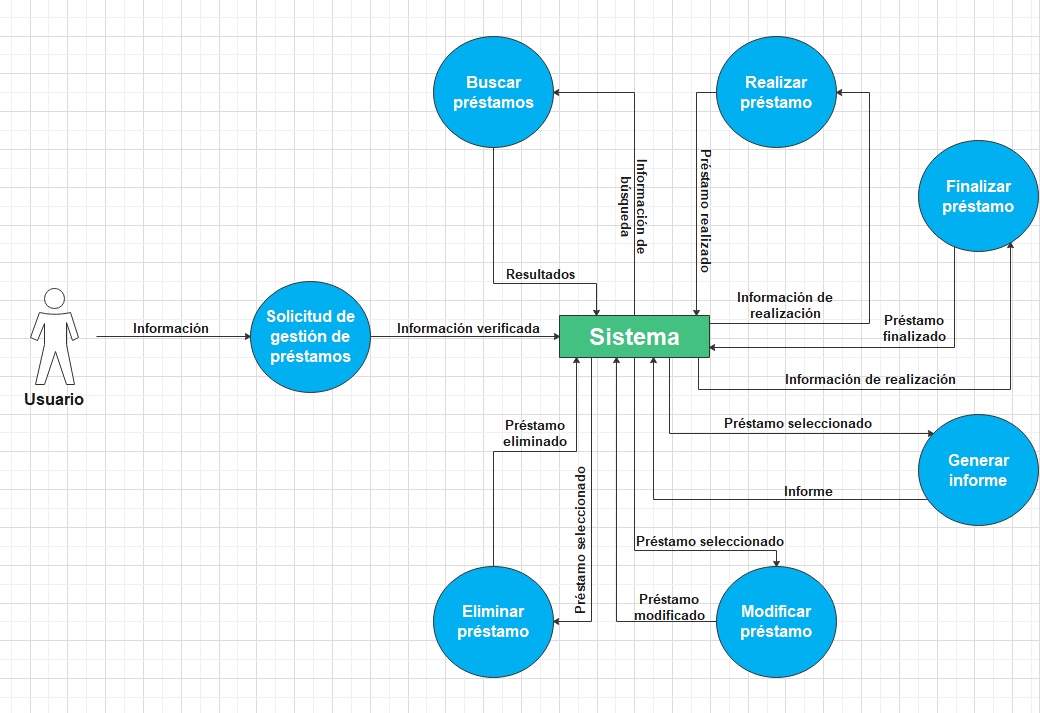 Buscar
préstamos
Realizar
préstamo
Finalizar
préstamo
Información de
búsqueda
Préstamo realizado
Resultados
Información de
realización
Préstamo
finalizado
Solicitud de
gestión de
préstamos
Información
Información verificada
Sistema
Usuario
Información de realización
Préstamo
eliminado
Préstamo seleccionado
Préstamo seleccionado
Generar
informe
Informe
Préstamo seleccionado
Préstamo
modificado
Eliminar
préstamo
Modificar
préstamo